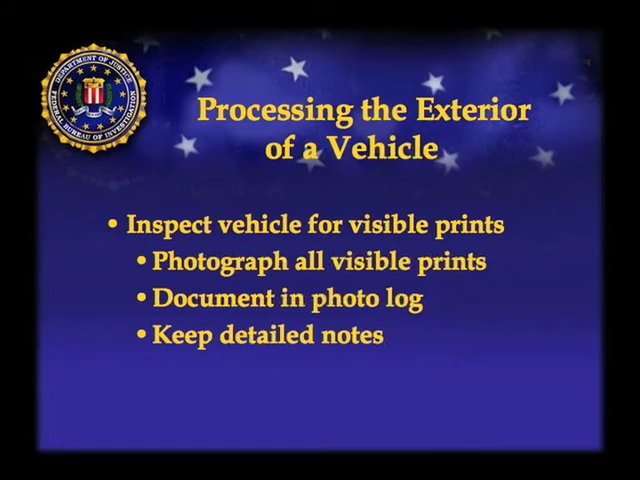 DEPARTMENT OF JUSTICE
FEDERAL BUREAU OF INVESTIGATION
Processing the Exterior
of a Vehicle
• Inspect vehicle for visible prints
• Photograph all visible prints
• Document in photo log
• Keep detailed notes